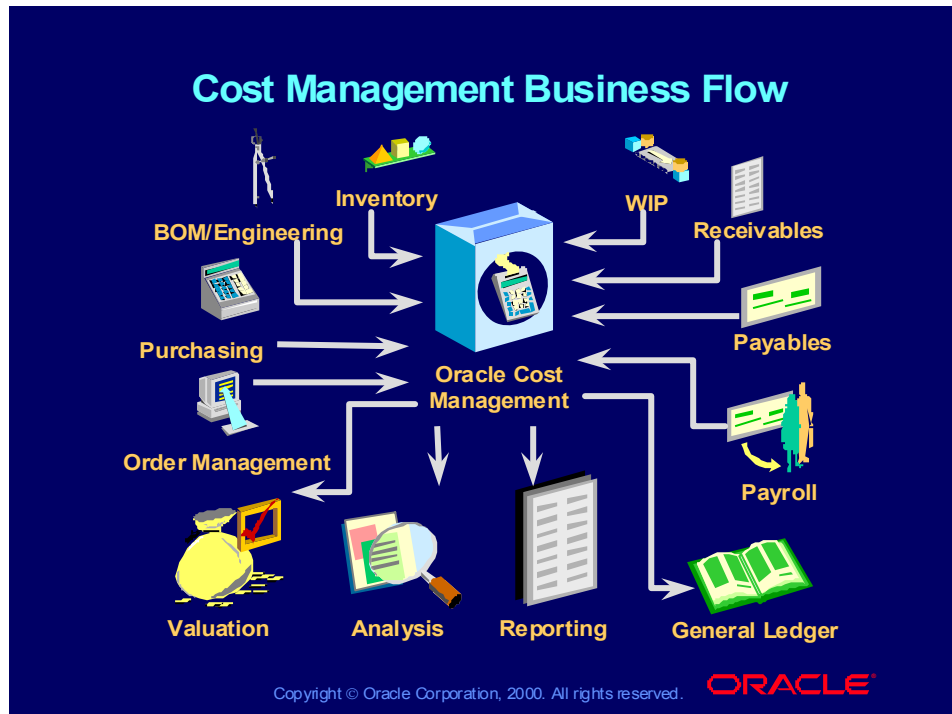 Cost Management Business Flow
Inventory
WIP
BOM/Engineering
Receivables
Purchasing
Payables
Oracle Cost
Management
Order Management
Payroll
Valuation
Analysis
Reporting
General Ledger
Copyright © Oracle Corporation, 2000. All rights reserved.
ORACLE®